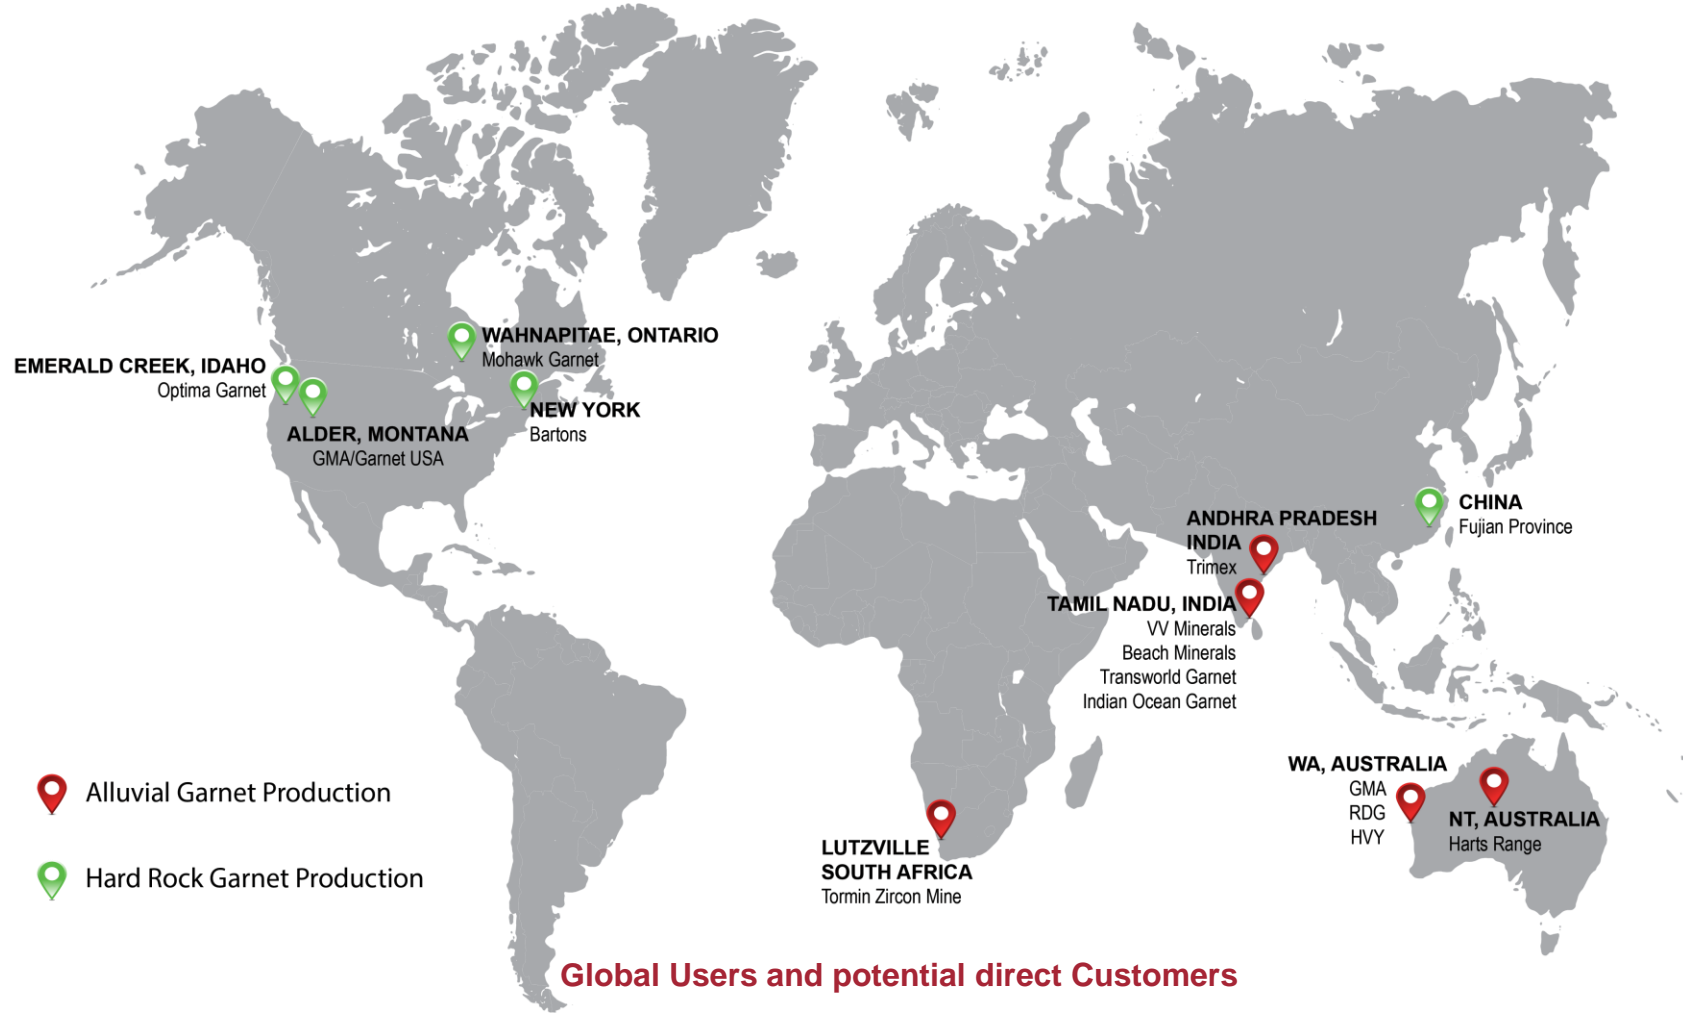 WAHNAPITAE, ONTARIO
Mohawk Garnet
EMERALD CREEK, IDAHO
Optima Garnet
NEW YORK
Bartons
ALDER, MONTANA
GMA/Garnet USA
CHINA
Fujian Province
ANDHRA PRADESH
INDIA
Trimex
TAMIL NADU, INDIA
VV Minerals
Beach Minerals
Transworld Garnet
Indian Ocean Garnet
WA, AUSTRALIA
GMA
RDG
HVY
NT, AUSTRALIA
Harts Range
LUTZVILLE
SOUTH AFRICA
Tormin Zircon Mine
Alluvial Garnet Production
Hard Rock Garnet Production
Global Users and potential direct Customers